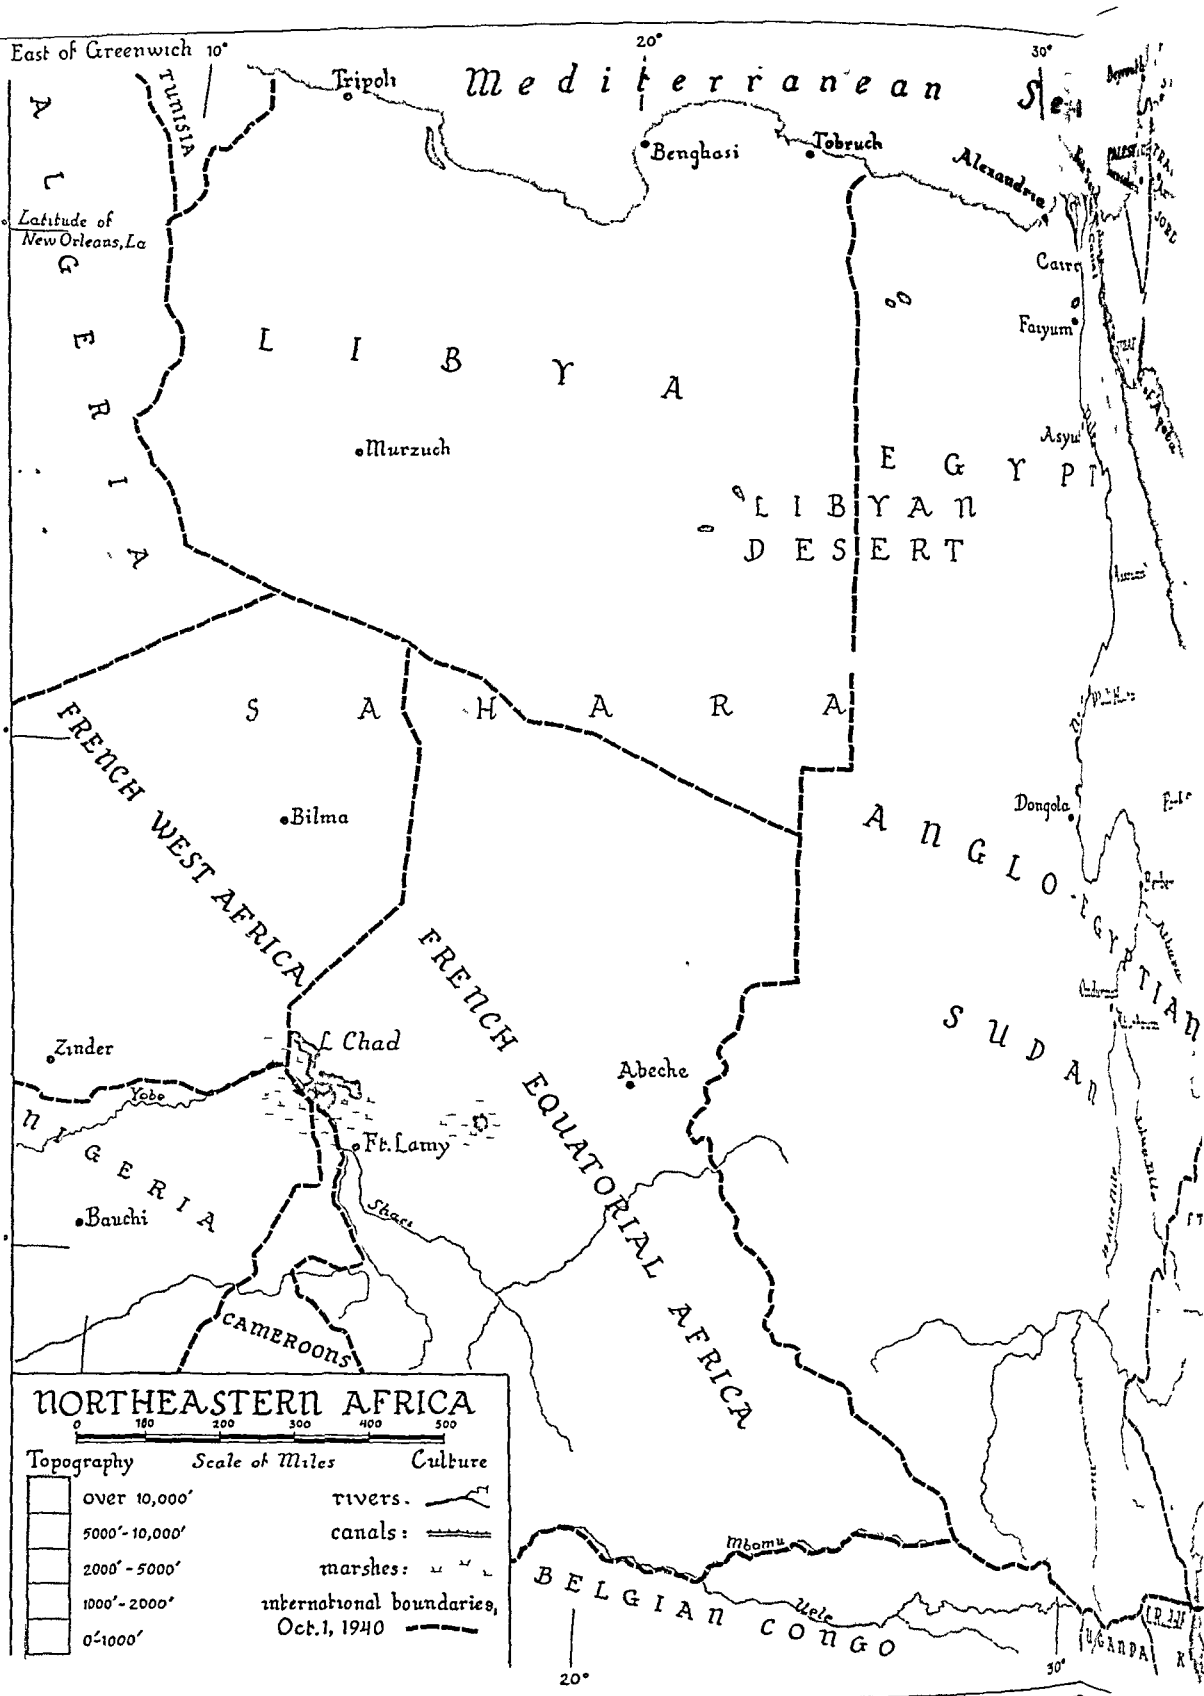 East of Greenwich 10°
20°
30°
Mediterranean
Tripoli
TUNISIA
ALGERIA
Benghasi
Tobruch
Alexandria
Latitude of
New Orleans, La
Cairo
Faiyum
LIBYA
Murzuch
Asyu
EGYPT
LIBYAN
DESERT
SAHARA
FRENCH WEST AFRICA
Bilma
Dongola
ANGLO-EGYPTIAN
SUDAN
FRENCH EQUATORIAL AFRICA
Zinder
L Chad
Abeche
Yobe
NIGERIA
Ft. Lamy
Bauchi
Shari
CAMEROONS
NORTHEASTERN AFRICA
0 100 200 300 400 500
Scale of Miles
Topography
Culture
over 10,000'
rivers.
5000'-10,000'
canals:
2000'-5000'
marshes:
1000'-2000'
international boundaries,
0'-1000'
Oct. 1, 1940
Mbomu
BELGIAN CONGO
Uele
UGANDA
K
20°
30°